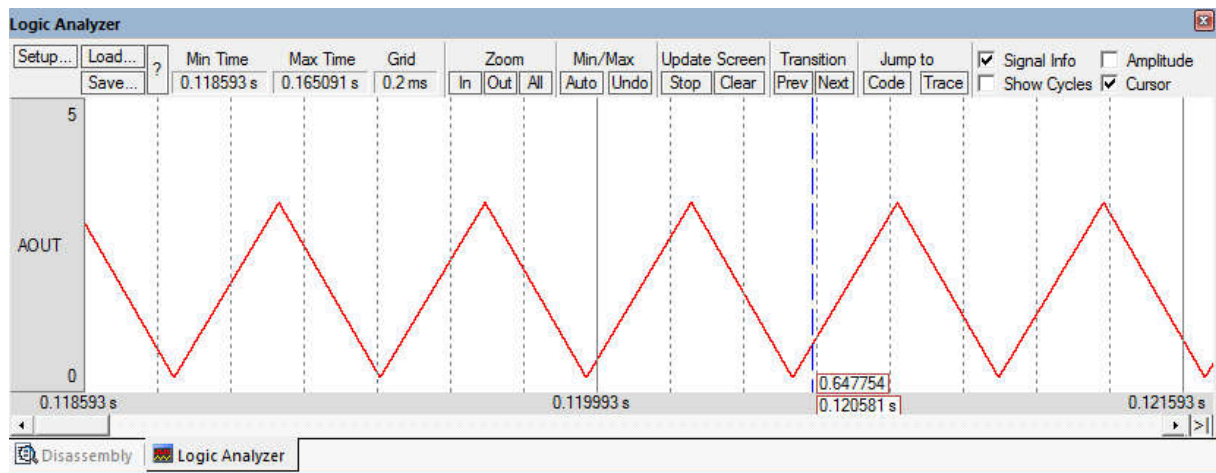 Logic Analyzer
Setup... Load... ? Min Time Max Time Grid Zoom Min/Max Update Screen Transition Jump to Signal Info Amplitude
Save... 0.118593 s 0.165091 s 0.2 ms In Out All Auto Undo Stop Clear Prev Next Code Trace Show Cycles Cursor
5
AOUT
0
0.647754
0.118593 s 0.119993 s 0.120581 s 0.121593 s
Disassembly Logic Analyzer